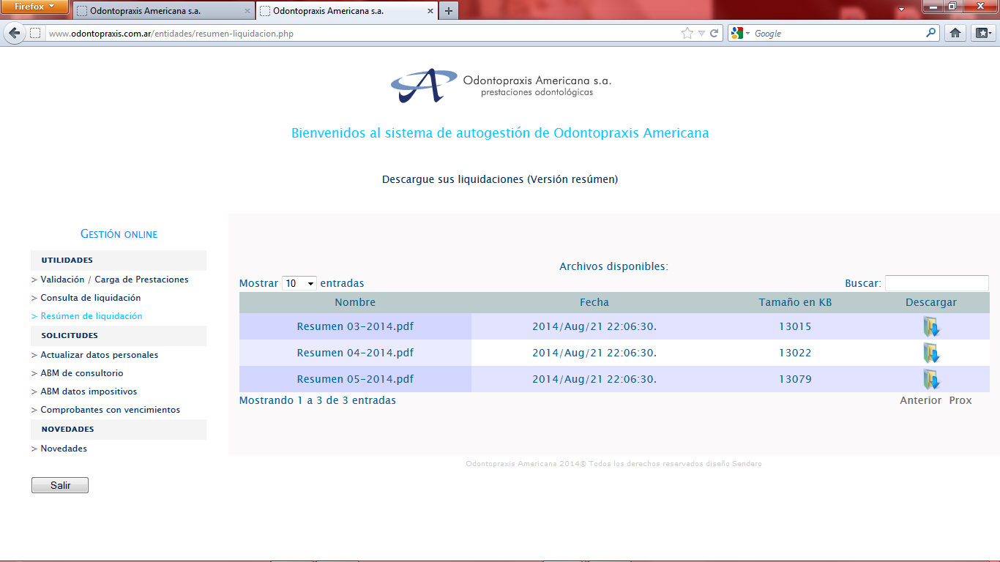 Firefox
Odontopraxis Americana s.a.
Odontopraxis Americana s.a.
www.odontopraxis.com.ar/entidades/resumen-liquidacion.php
Google
Odontopraxis Americana s.a.
prestaciones odontológicas
Bienvenidos al sistema de autogestión de Odontopraxis Americana
Descargue sus liquidaciones (Versión resúmen)
Gestión online
UTILIDADES
> Validación / Carga de Prestaciones
> Consulta de liquidación
> Resúmen de liquidación
SOLICITUDES
> Actualizar datos personales
> ABM de consultorio
> ABM datos impositivos
> Comprobantes con vencimientos
NOVEDADES
> Novedades
Salir
Archivos disponibles:
Mostrar 10 entradas Buscar:
Nombre Fecha Tamaño en KB Descargar
Resumen 03-2014.pdf 2014/Aug/21 22:06:30. 13015
Resumen 04-2014.pdf 2014/Aug/21 22:06:30. 13022
Resumen 05-2014.pdf 2014/Aug/21 22:06:30. 13079
Mostrando 1 a 3 de 3 entradas Anterior Prox
Odontopraxis Americana 2014® Todos los derechos reservados diseño Sendero